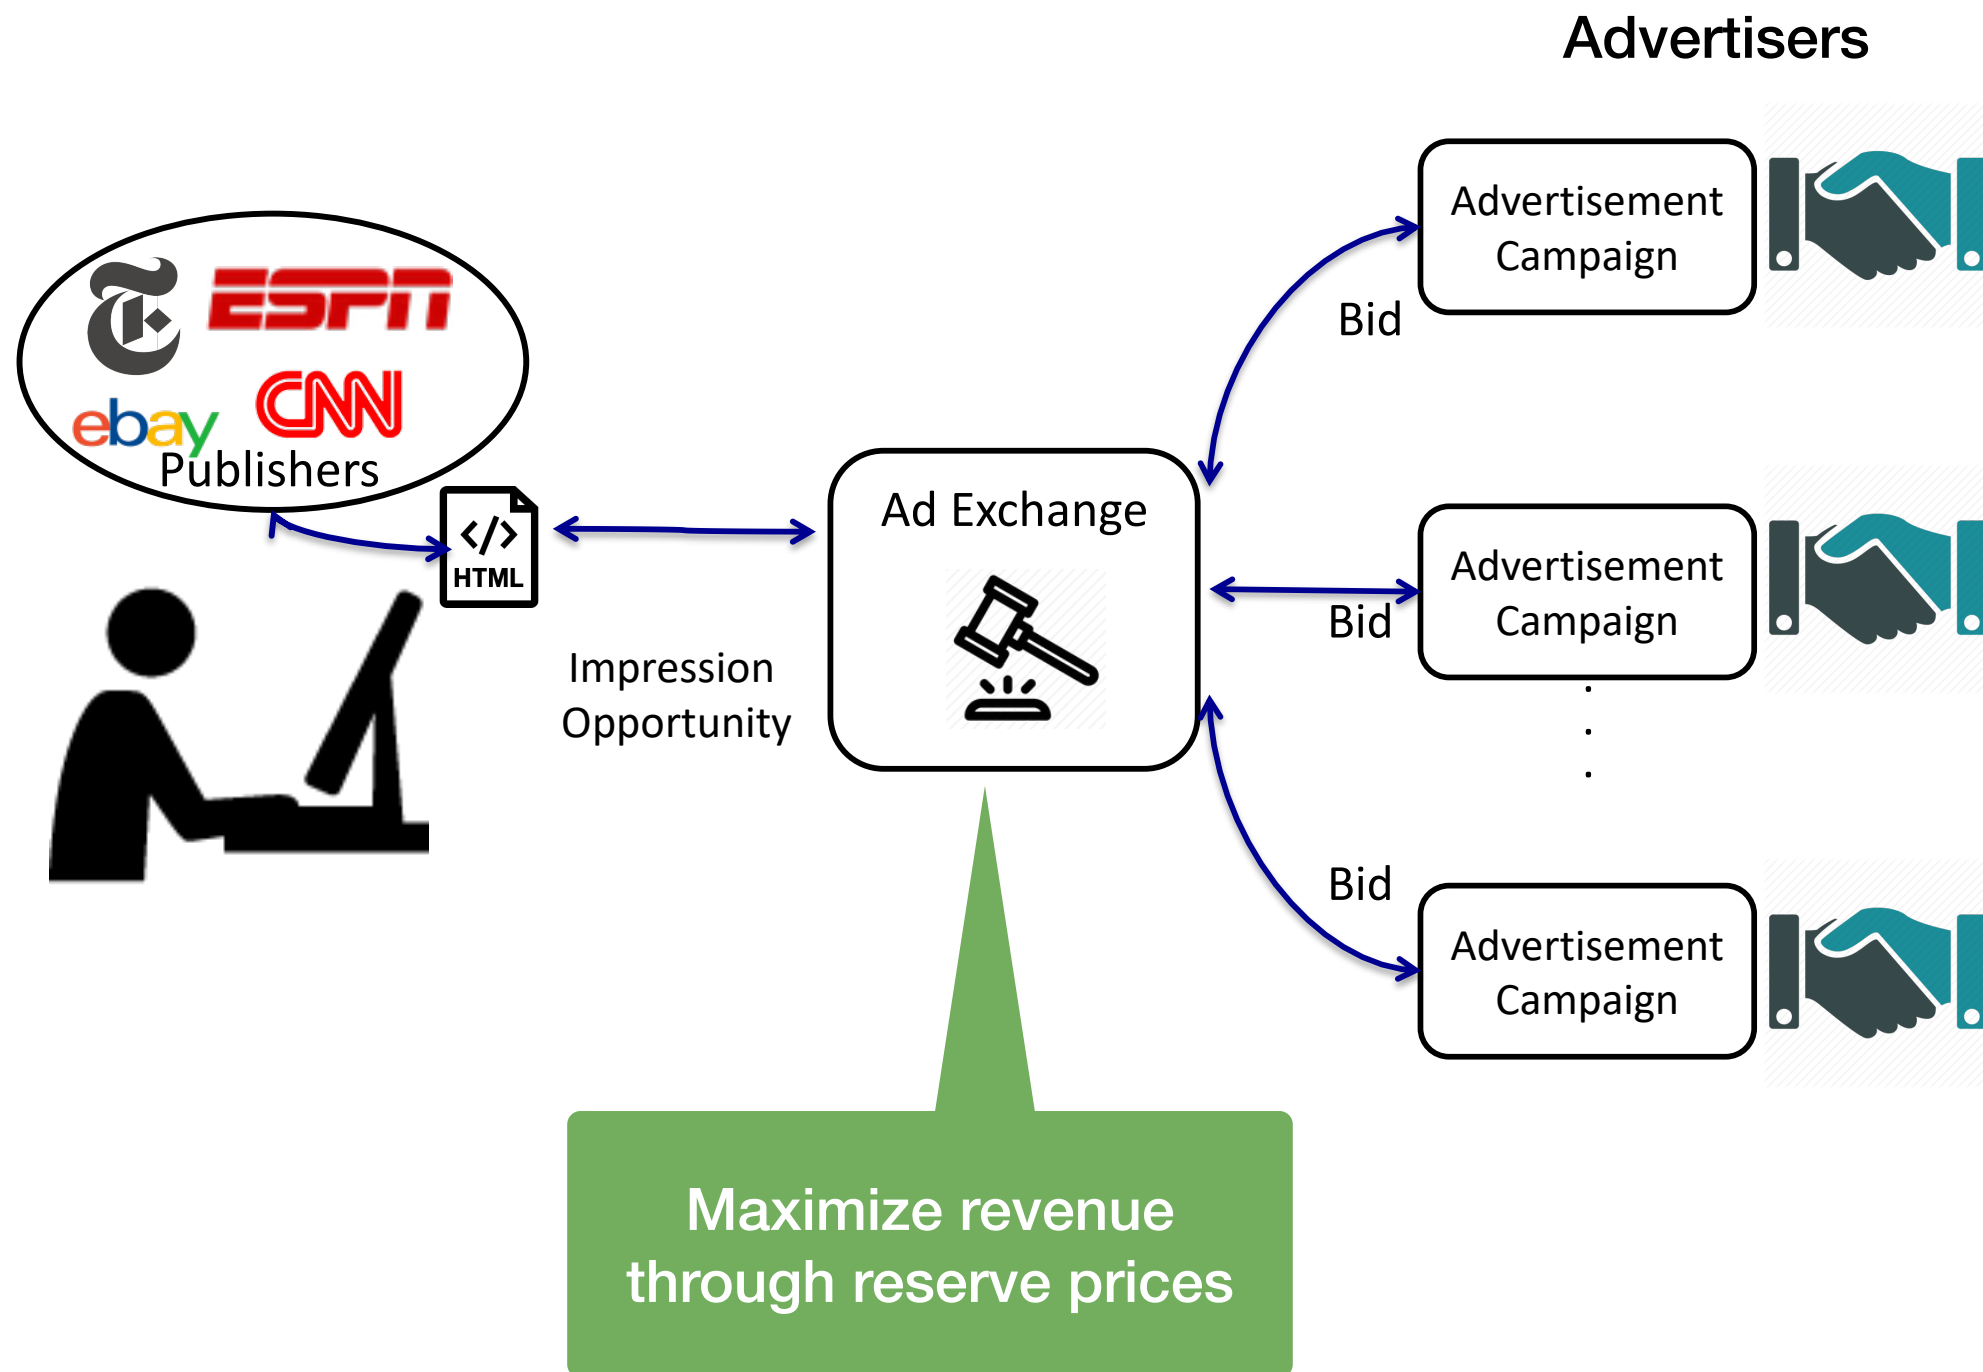 Advertisers
ESPN
CNN
ebay
Publishers
</>
HTML
Impression
Opportunity
Ad Exchange
Bid
Advertisement
Campaign
Bid
Advertisement
Campaign
.
.
.
Bid
Advertisement
Campaign
Maximize revenue
through reserve prices